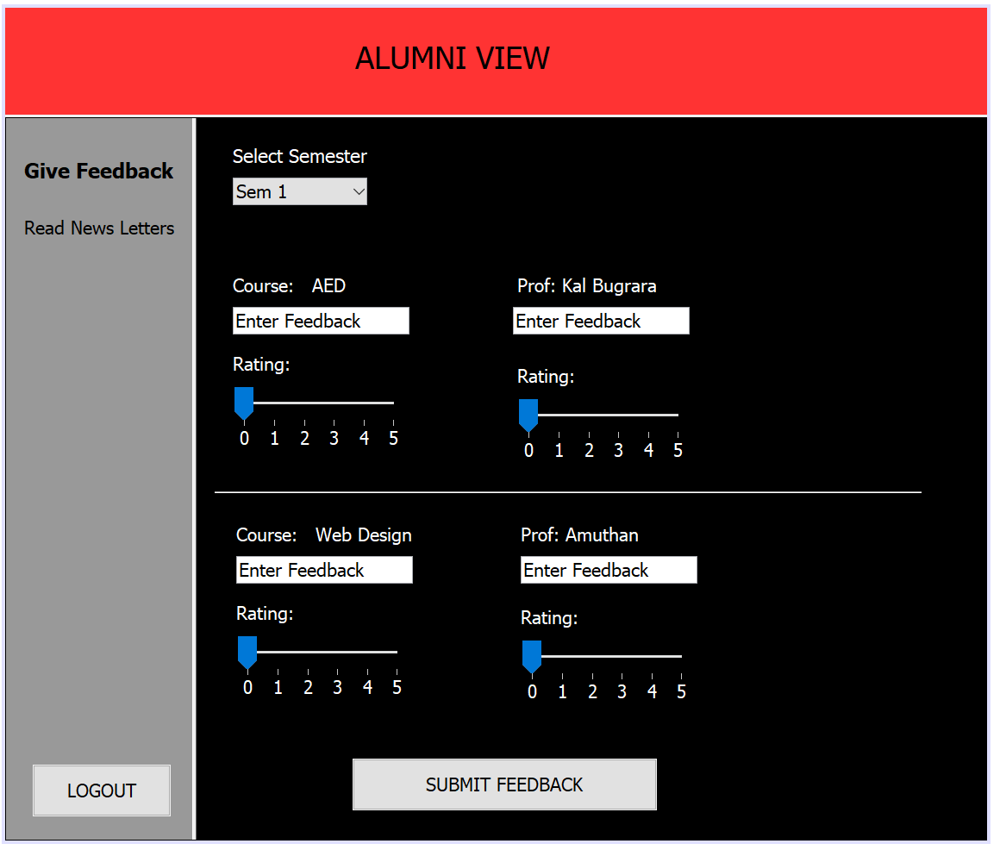 ALUMNI VIEW
Give Feedback
Read News Letters
LOGOUT
Select Semester
Sem 1
Course: AED
Prof: Kal Bugrara
Enter Feedback
Enter Feedback
Rating:
Rating:
0 1 2 3 4 5
0 1 2 3 4 5
Course: Web Design
Prof: Amuthan
Enter Feedback
Enter Feedback
Rating:
Rating:
0 1 2 3 4 5
0 1 2 3 4 5
SUBMIT FEEDBACK